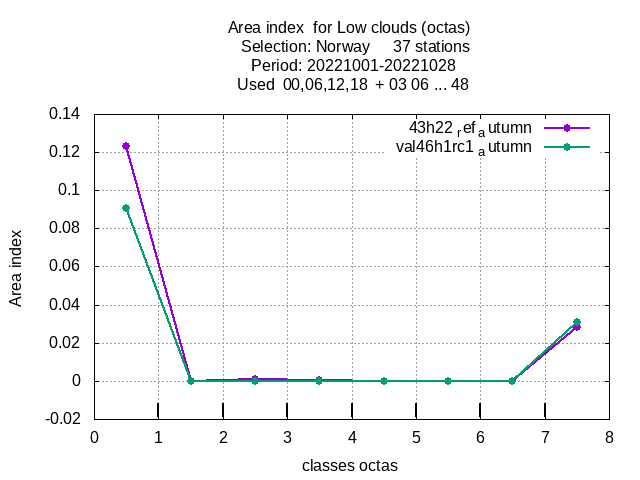 Area index for Low clouds (octas)
Selection: Norway 37 stations
Period: 20221001-20221028
Used 00,06,12,18 + 03 06 ... 48
43h22refautumn
val46h1rc1autumn
0.14
0.12
0.1
0.08
0.06
0.04
0.02
0
-0.02
Area index
0 1 2 3 4 5 6 7 8
classes octas